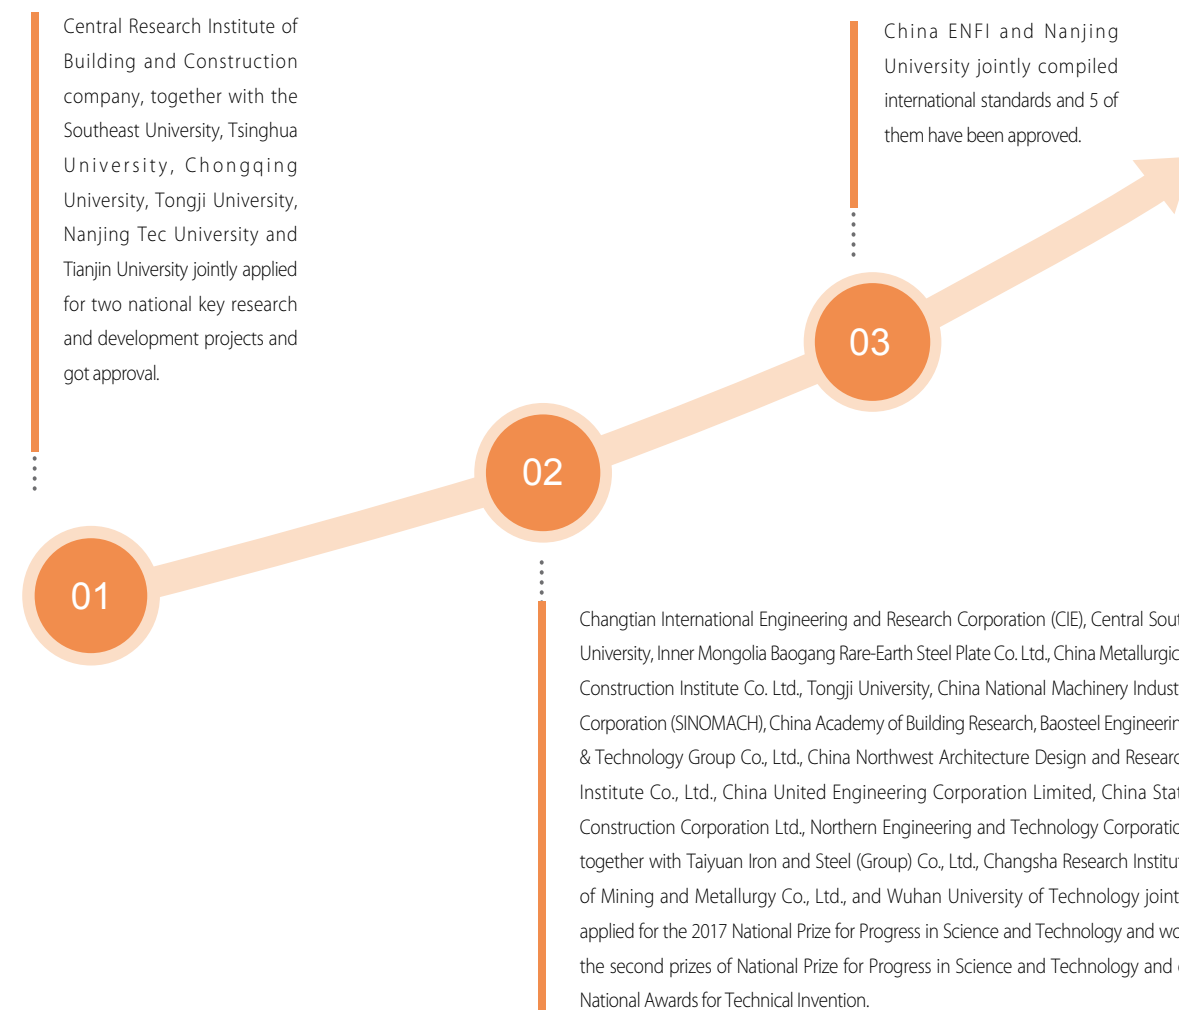 Central Research Institute of
Building and Construction
company, together with the
Southeast University, Tsinghua
University, Chongqing
University, Tongji University,
Nanjing Tec University and
Tianjin University jointly applied
for two national key research
and development projects and
got approval.
China ENFI and Nanjing
University jointly compiled
international standards and 5 of
them have been approved.
03
02
01
Changtian International Engineering and Research Corporation (CIE), Central
University, Inner Mongolia Baogang Rare-Earth Steel Plate Co. Ltd., China
Construction Institute Co. Ltd., Tongji University, China National Machinery
Corporation (SINOMACH), China Academy of Building Research, Baosteel
& Technology Group Co., Ltd., China Northwest Architecture Design and
Institute Co., Ltd., China United Engineering Corporation Limited, China
Construction Corporation Ltd., Northern Engineering and Technology
together with Taiyuan Iron and Steel (Group) Co., Ltd., Changsha Research
of Mining and Metallurgy Co., Ltd., and Wuhan University of Technology
applied for the 2017 National Prize for Progress in Science and Technology and
the second prizes of National Prize for Progress in Science and Technology and
National Awards for Technical Invention.